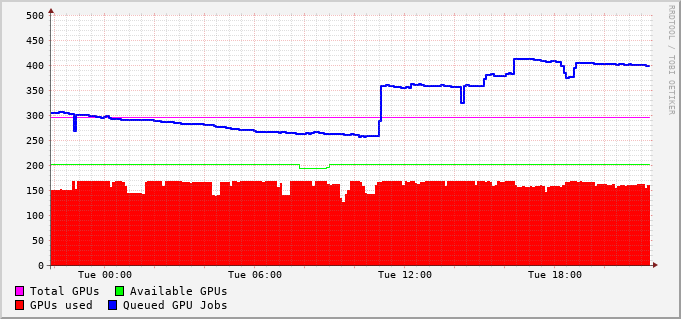 500
450
400
350
300
250
200
150
100
50
0
Tue 00:00 Tue 06:00 Tue 12:00 Tue 18:00
Total GPUs Available GPUs
GPUs used Queued GPU Jobs
RRDTOOL / TOBI OETIKER